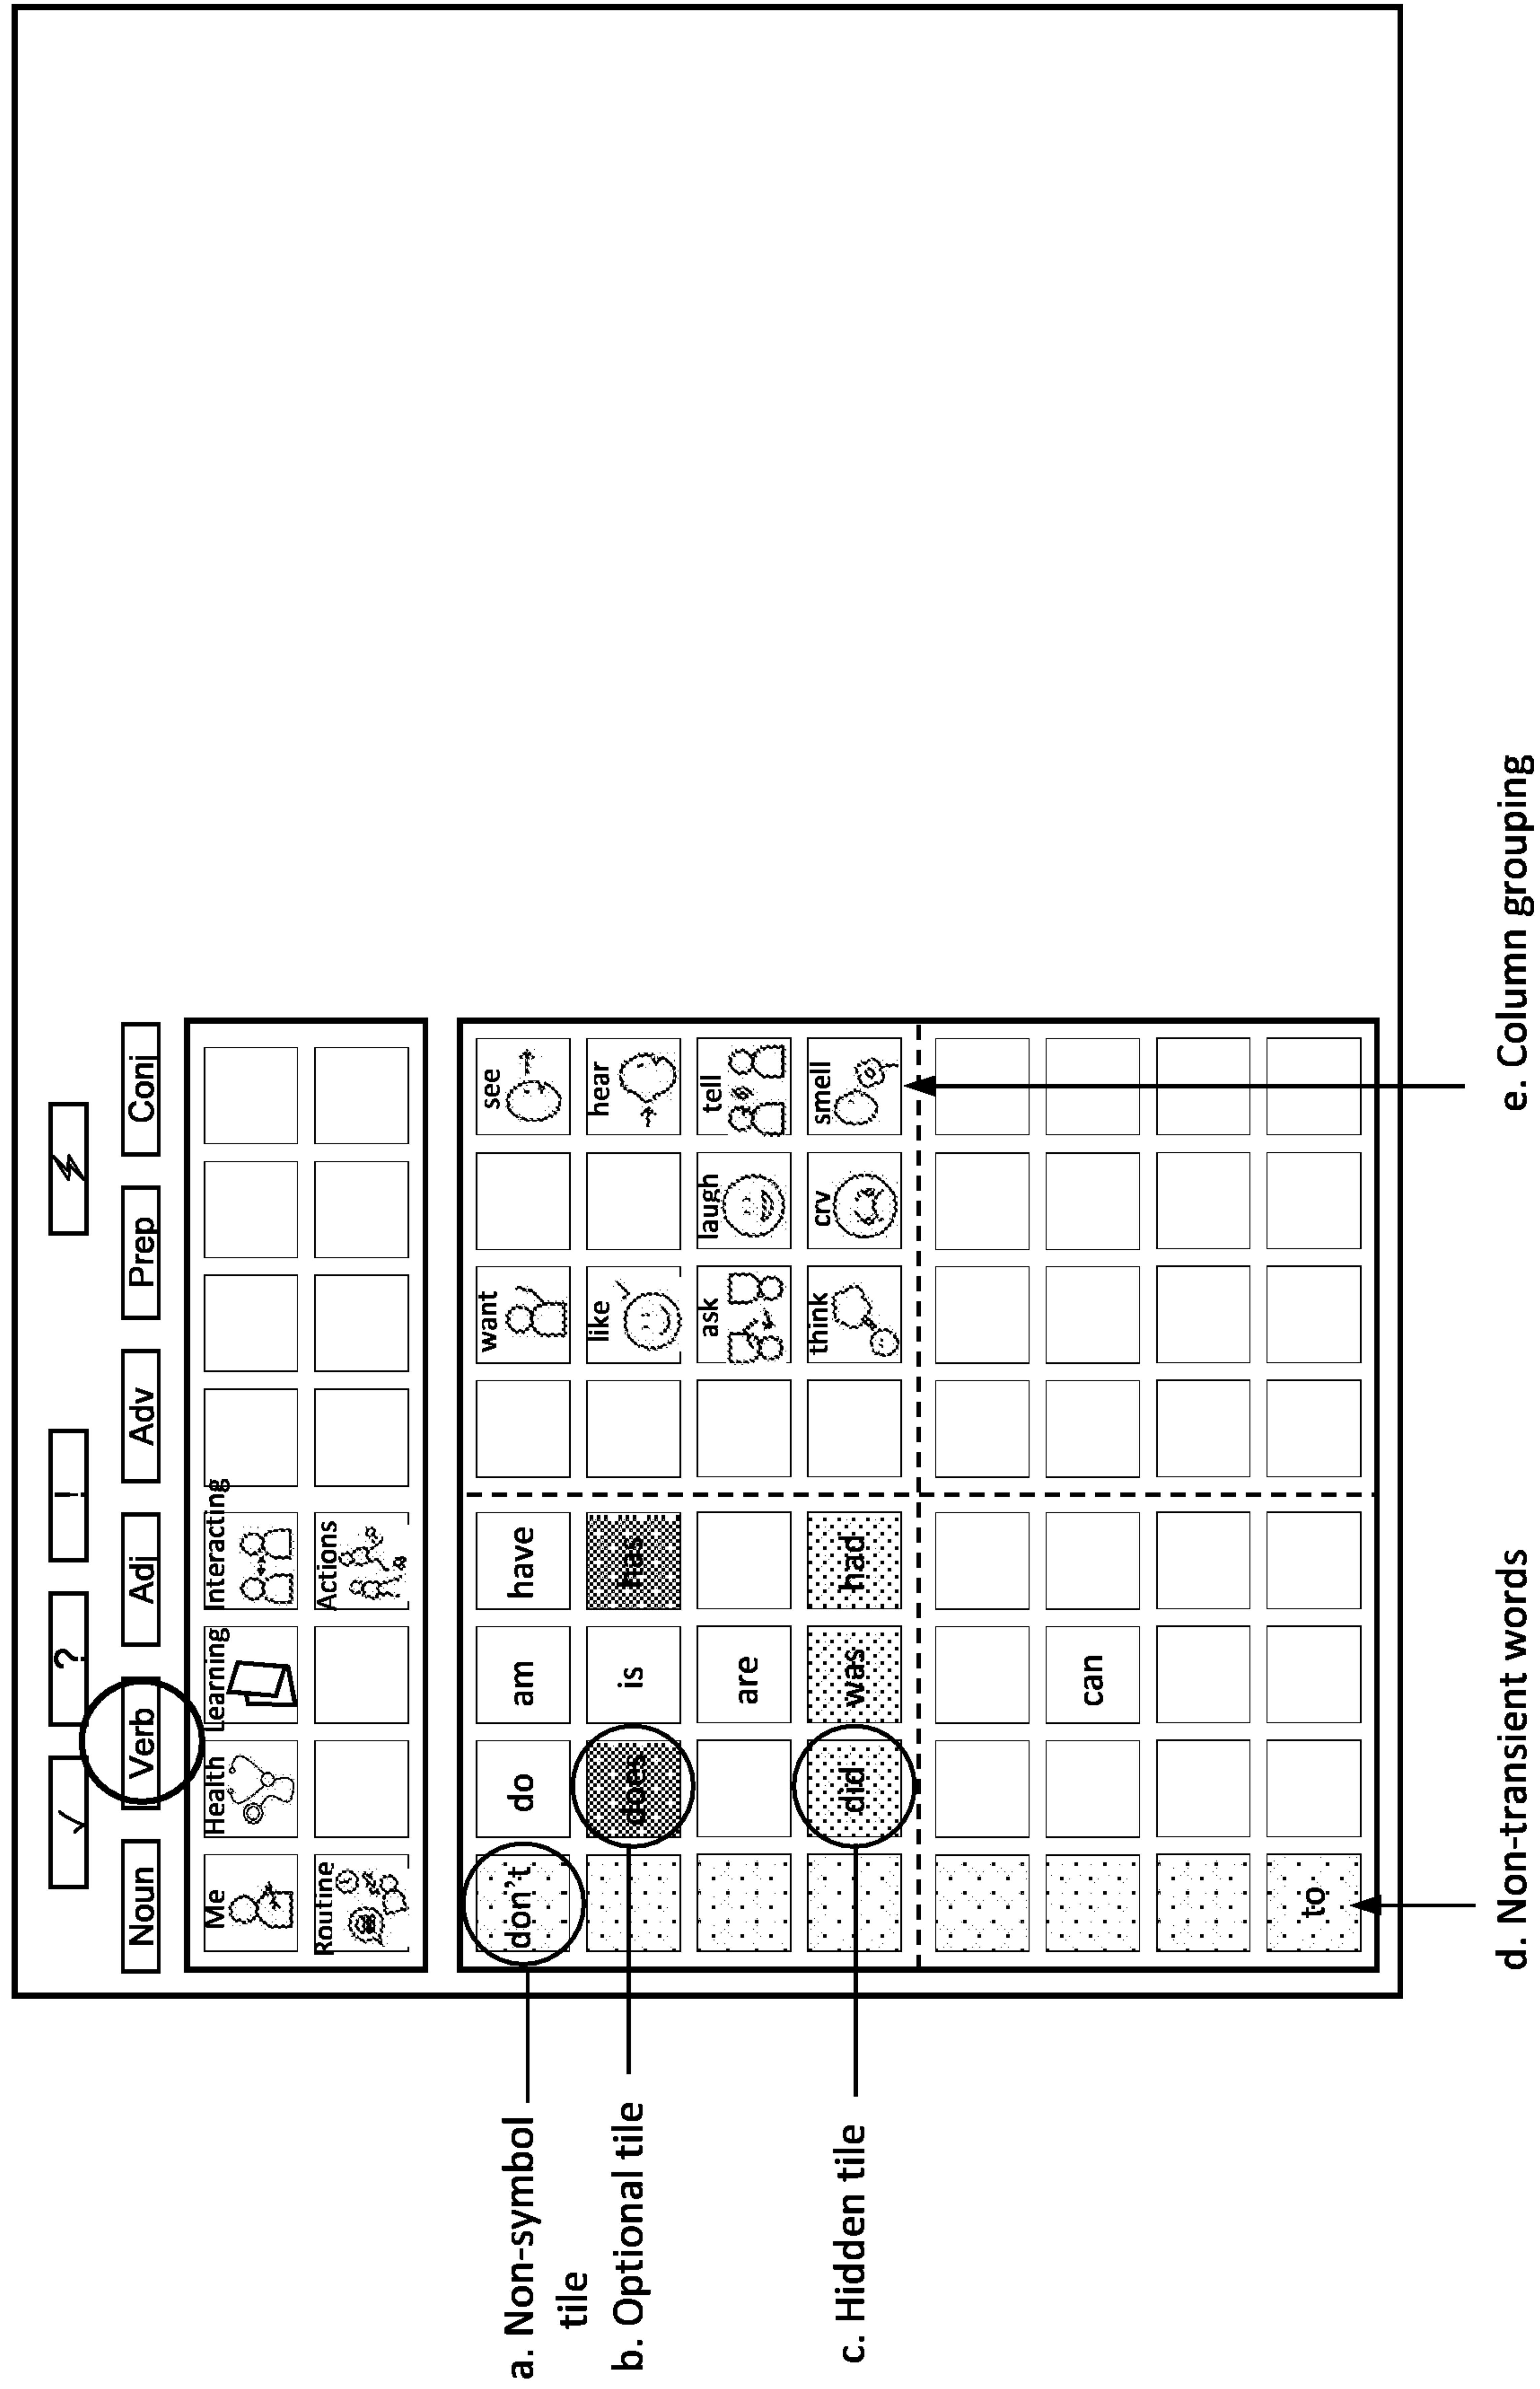 ✓ ? !
Noun Verb Adj Adv Prep Conj
Me Health Learning Interacting
Routine Actions
a. Non-symbol
tile
don't do am have want see
b. Optional tile
does is has like hear
are ask laugh tell
c. Hidden tile
did was had think cry smell
can
to
d. Non-transient words
e. Column grouping